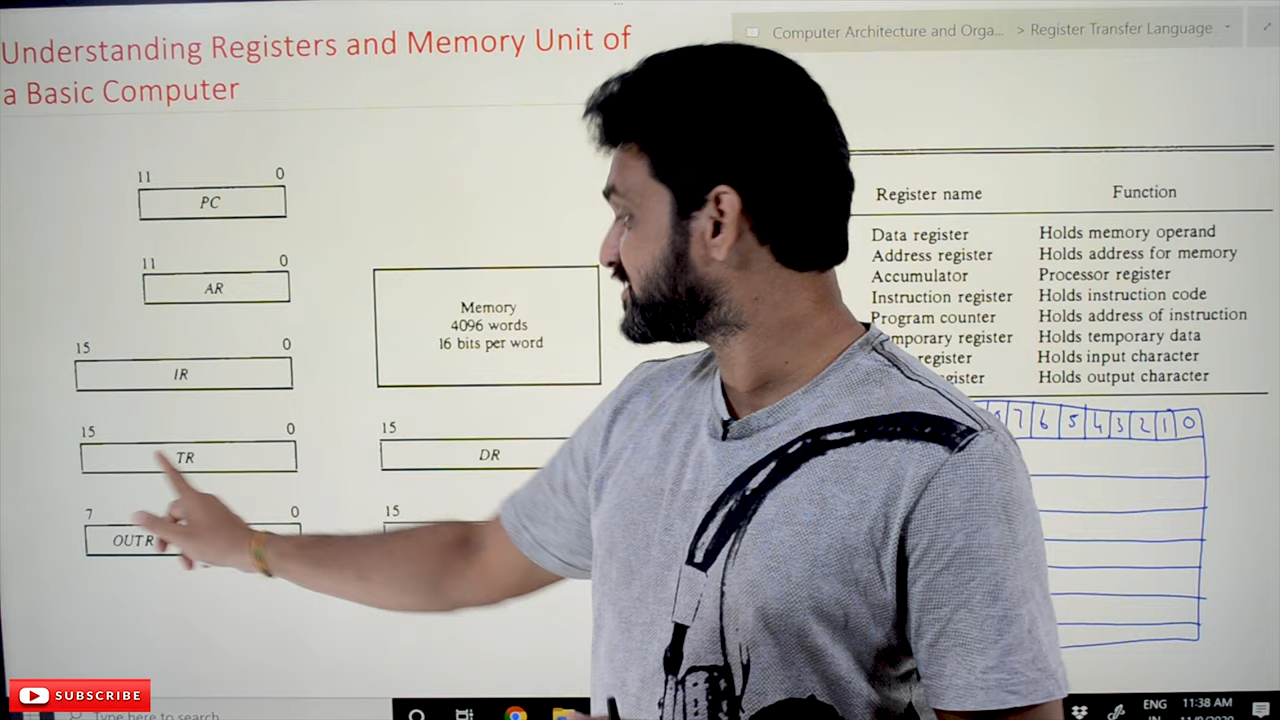 Understanding Registers and Memory Unit of
a Basic Computer
Computer Architecture and Orga... > Register Transfer Language
11 0
PC
11 0
AR
15 0
IR
15 0
TR
7 0
OUTR
Memory
4096 words
16 bits per word
15
DR
15
Register name Function
Data register Holds memory operand
Address register Holds address for memory
Accumulator Processor register
Instruction register Holds instruction code
Program counter Holds address of instruction
register Holds temporary data
register Holds input character
Holds output character
7 6 5 4 3 2 1 0
SUBSCRIBE
Type here to search
ENG
IN
11:38 AM